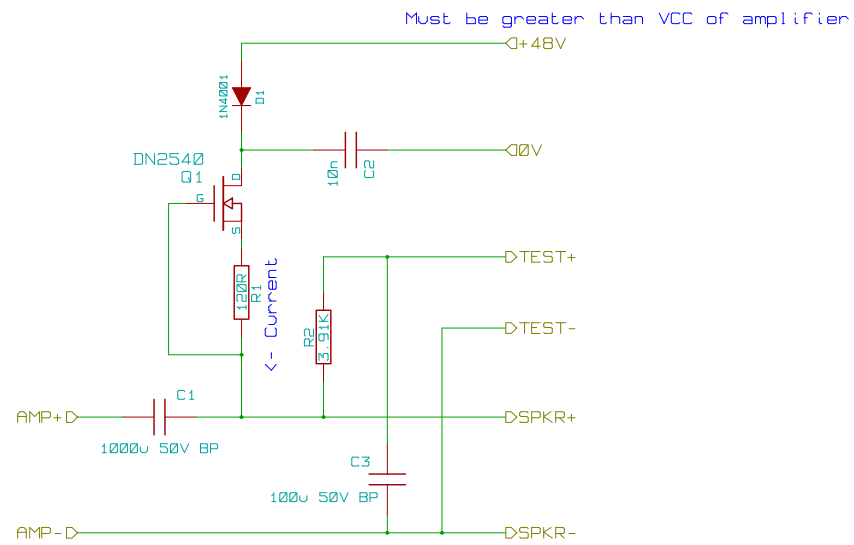 Must be greater than VCC of amplifier
+48V
1N4001
D1
0V
DN2540
Q1
10n
C2
D
G
S
TEST+
120R
R1
<- Current
R2
3.91K
TEST-
C1
AMP+
SPKR+
1000u 50V BP
C3
100u 50V BP
AMP-
SPKR-